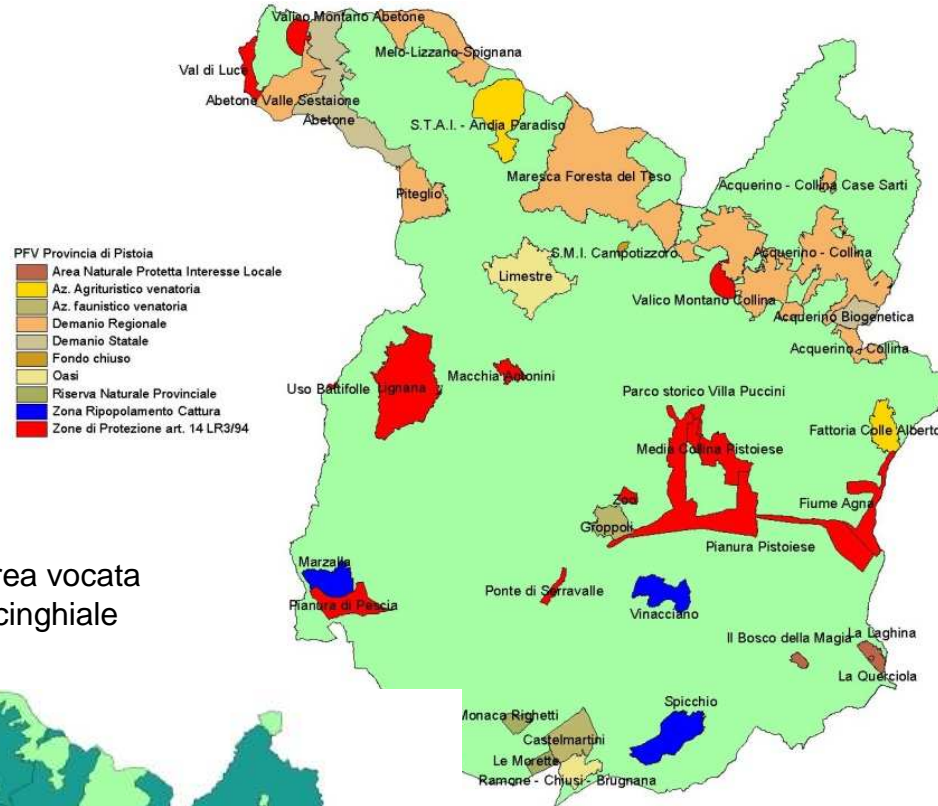 Valico Montano Abetone
Melo-Lizzano-Spignana
Val di Luce
Abetone Valle Sestaione
Abetone
S.T.A.I. - Andia Paradiso
Maresca Foresta del Teso
Acquerino - Collina Case Sarti
Piteglio
S.M.I. Campotizzoro
Acquerino - Collina
Limestre
Valico Montano Collina
Acquerino Biogenetica
Acquerino - Collina
PFV Provincia di Pistoia
Area Naturale Protetta Interesse Locale
Az. Agrituristico venatoria
Az. faunistico venatoria
Demanio Regionale
Demanio Statale
Fondo chiuso
Oasi
Riserva Naturale Provinciale
Zona Ripopolamento Cattura
Zone di Protezione art. 14 LR3/94
Uso Battifolle
Lignana
Macchia Antonini
Parco storico Villa Puccini
Fattoria Colle Alberto
Media Collina Pistoiese
Zoo
Fiume Agna
Groppoli
Pianura Pistoiese
Marzalla
Pianura di Pescia
Ponte di Serravalle
Vinacciano
rea vocata
cinghiale
Il Bosco della Magia
La Laghina
La Querciola
Spicchio
Monaca Righetti
Castelmartini
Le Morette
Ramone - Chiusi - Brugnana